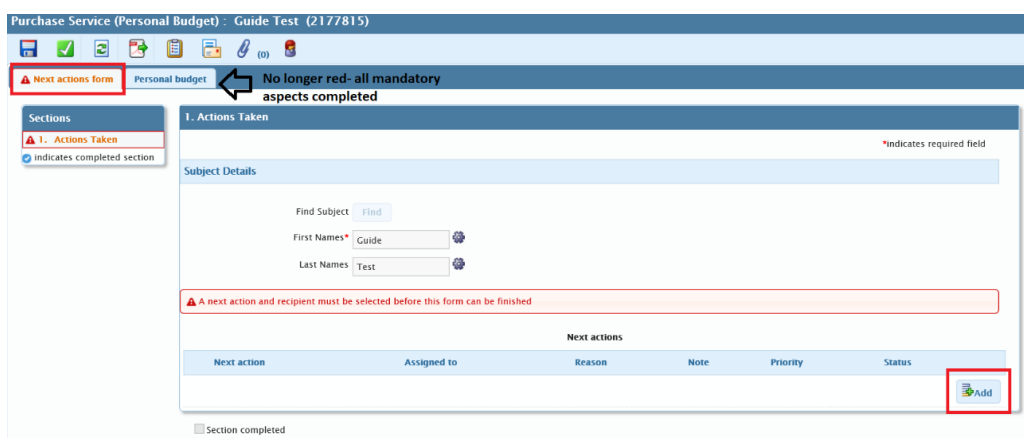 Purchase Service (Personal Budget) : Guide Test (2177815)
(0)
Next actions form Personal budget No longer red- all mandatory
aspects completed
Sections
1. Actions Taken
indicates completed section
1. Actions Taken
*indicates required field
Subject Details
Find Subject Find
First Names* Guide
Last Names Test
A next action and recipient must be selected before this form can be finished
Next actions
Next action Assigned to Reason Note Priority Status
Add
Section completed